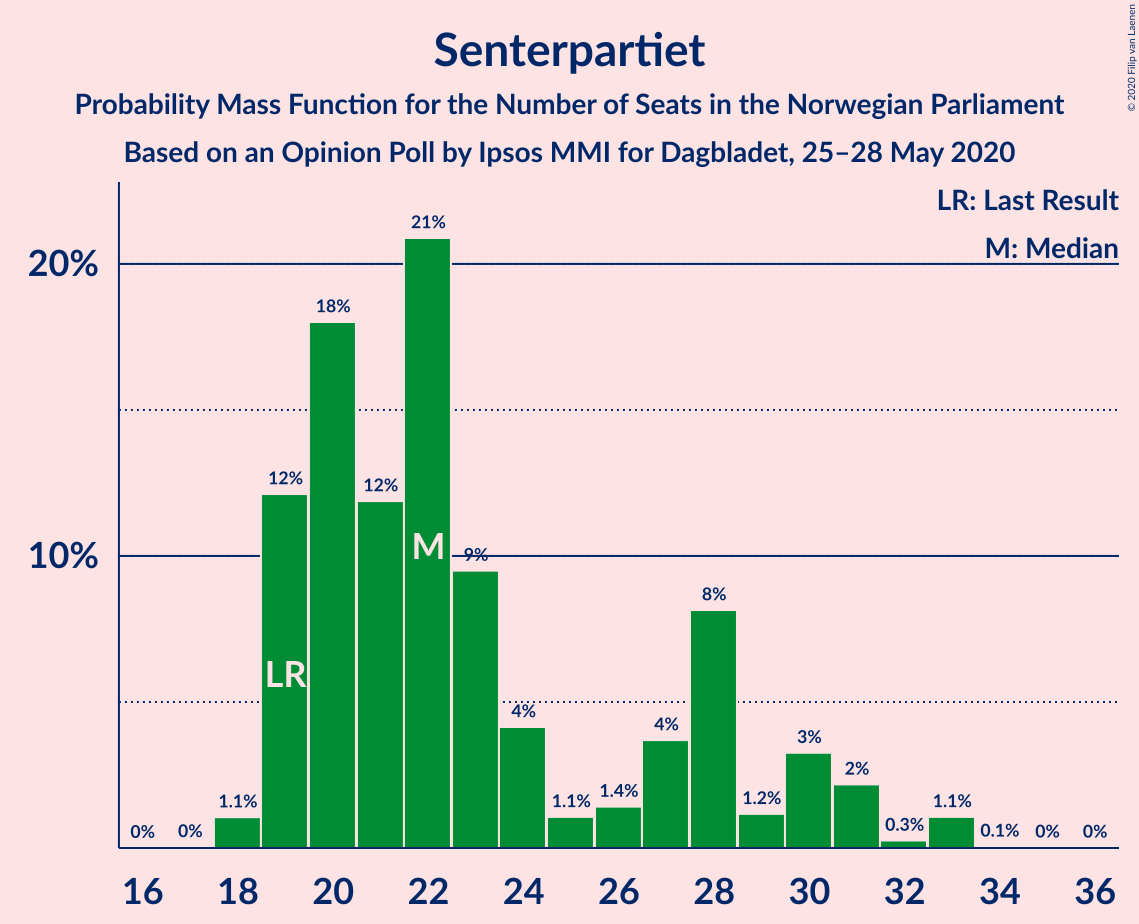 Senterpartiet
Probability Mass Function for the Number of Seats in the Norwegian Parliament
Based on an Opinion Poll by Ipsos MMI for Dagbladet, 25–28 May 2020
© 2020 Filip van Laenen
LR: Last Result
M: Median
20%
10%
0%
0%
1.1%
12%
18%
12%
21%
9%
4%
1.1%
1.4%
4%
8%
1.2%
3%
2%
0.3%
1.1%
0.1%
0%
0%
LR
M
16 18 20 22 24 26 28 30 32 34 36